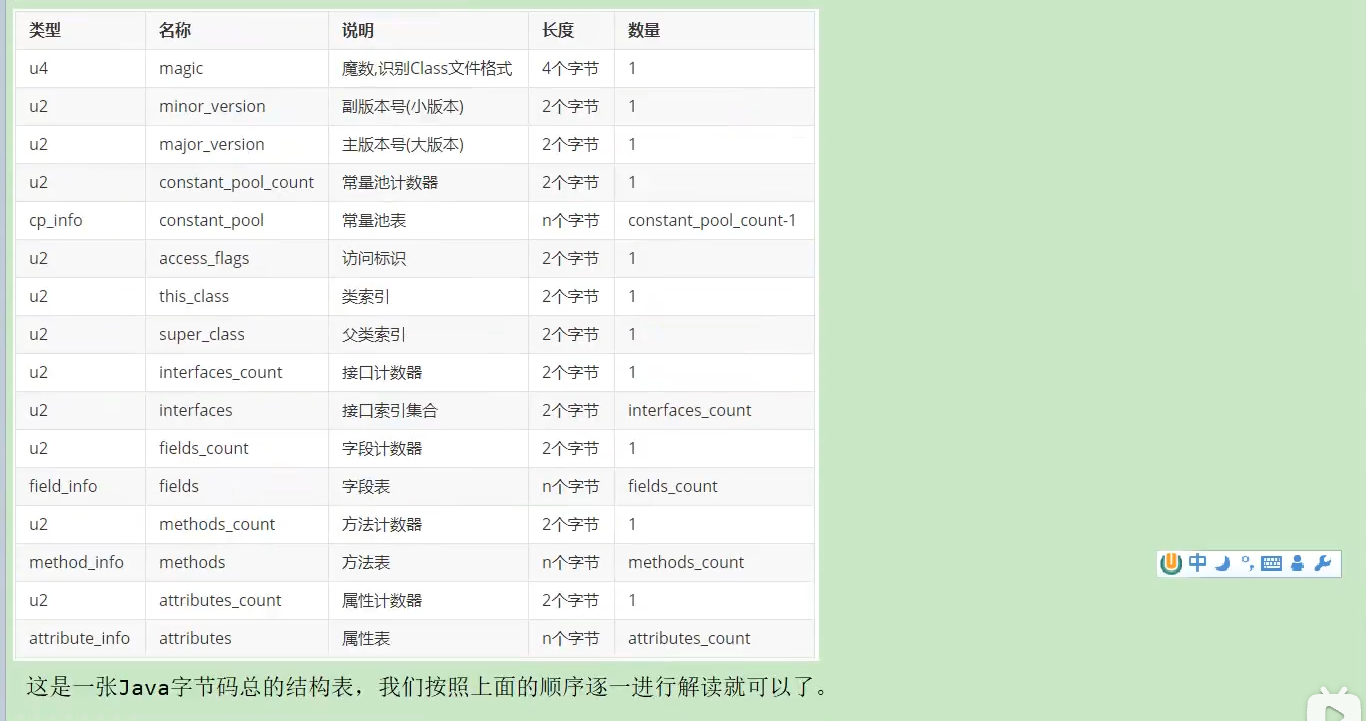 类型 名称 说明 长度 数量
u4 magic 魔数,识别Class文件格式 4个字节 1
u2 minor_version 副版本号(小版本) 2个字节 1
u2 major_version 主版本号(大版本) 2个字节 1
u2 constant_pool_count 常量池计数器 2个字节 1
cp_info constant_pool 常量池表 n个字节 constant_pool_count-1
u2 access_flags 访问标识 2个字节 1
u2 this_class 类索引 2个字节 1
u2 super_class 父类索引 2个字节 1
u2 interfaces_count 接口计数器 2个字节 1
u2 interfaces 接口索引集合 2个字节 interfaces_count
u2 fields_count 字段计数器 2个字节 1
field_info fields 字段表 n个字节 fields_count
u2 methods_count 方法计数器 2个字节 1
method_info methods 方法表 n个字节 methods_count
u2 attributes_count 属性计数器 2个字节 1
attribute_info attributes 属性表 n个字节 attributes_count
中
这是一张Java字节码总的结构表，我们按照上面的顺序逐一进行解读就可以了。